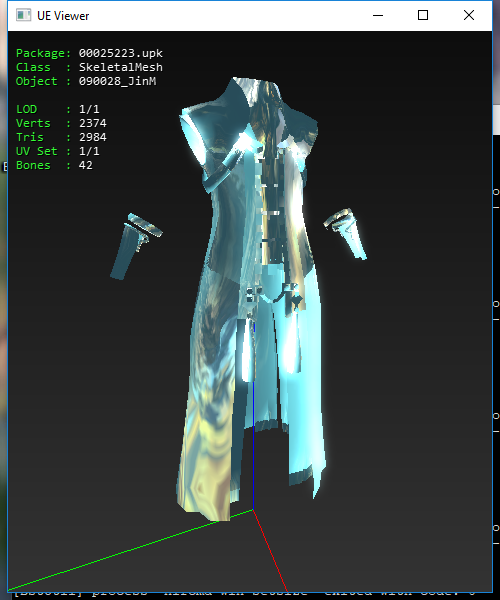 UE Viewer
Package: 00025223.upk
Class : SkeletalMesh
Object : 090028_JinM
LOD : 1/1
Verts : 2374
Tris : 2984
UV Set : 1/1
Bones : 42